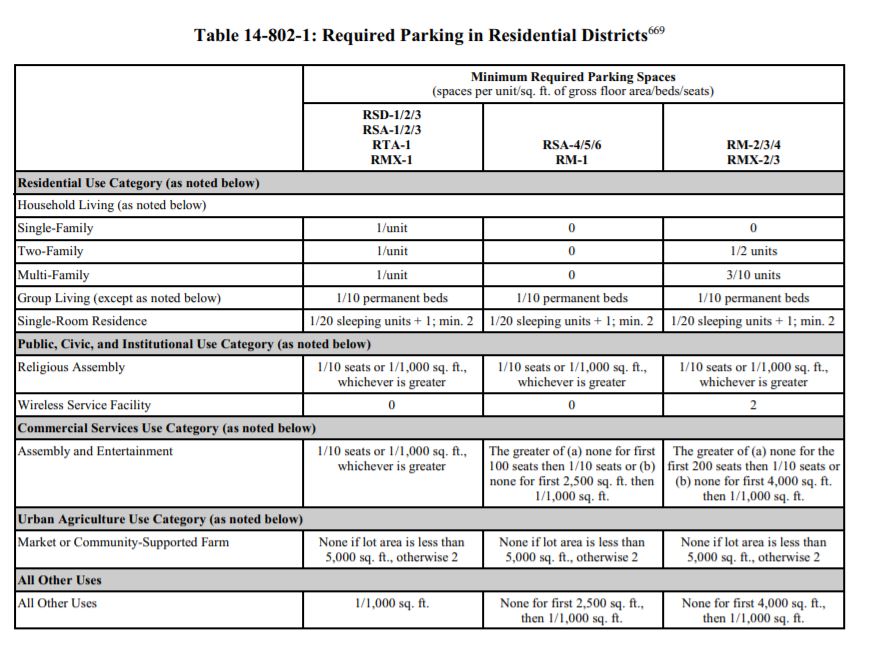 Table 14-802-1: Required Parking in Residential Districts669
Minimum Required Parking Spaces
(spaces per unit/sq. ft. of gross floor area/beds/seats)
RSD-1/2/3
RSA-1/2/3
RTA-1
RMX-1
RSA-4/5/6
RM-1
RM-2/3/4
RMX-2/3
Residential Use Category (as noted below)
Household Living (as noted below)
Single-Family 1/unit 0 0
Two-Family 1/unit 0 1/2 units
Multi-Family 1/unit 0 3/10 units
Group Living (except as noted below) 1/10 permanent beds 1/10 permanent beds 1/10 permanent beds
Single-Room Residence 1/20 sleeping units + 1; min. 2 1/20 sleeping units + 1; min. 2 1/20 sleeping units + 1; min. 2
Public, Civic, and Institutional Use Category (as noted below)
Religious Assembly
1/10 seats or 1/1,000 sq. ft.,
whichever is greater
1/10 seats or 1/1,000 sq. ft.,
whichever is greater
1/10 seats or 1/1,000 sq. ft.,
whichever is greater
Wireless Service Facility 0 0 2
Commercial Services Use Category (as noted below)
Assembly and Entertainment
1/10 seats or 1/1,000 sq. ft.,
whichever is greater
The greater of (a) none for first
100 seats then 1/10 seats or (b)
none for first 2,500 sq. ft. then
1/1,000 sq. ft.
The greater of (a) none for the
first 200 seats then 1/10 seats or
(b) none for first 4,000 sq. ft.
then 1/1,000 sq. ft.
Urban Agriculture Use Category (as noted below)
Market or Community-Supported Farm
None if lot area is less than
5,000 sq. ft., otherwise 2
None if lot area is less than
5,000 sq. ft., otherwise 2
None if lot area is less than
5,000 sq. ft., otherwise 2
All Other Uses
All Other Uses
1/1,000 sq. ft.
None for first 2,500 sq. ft.,
then 1/1,000 sq. ft.
None for first 4,000 sq. ft.,
then 1/1,000 sq. ft.